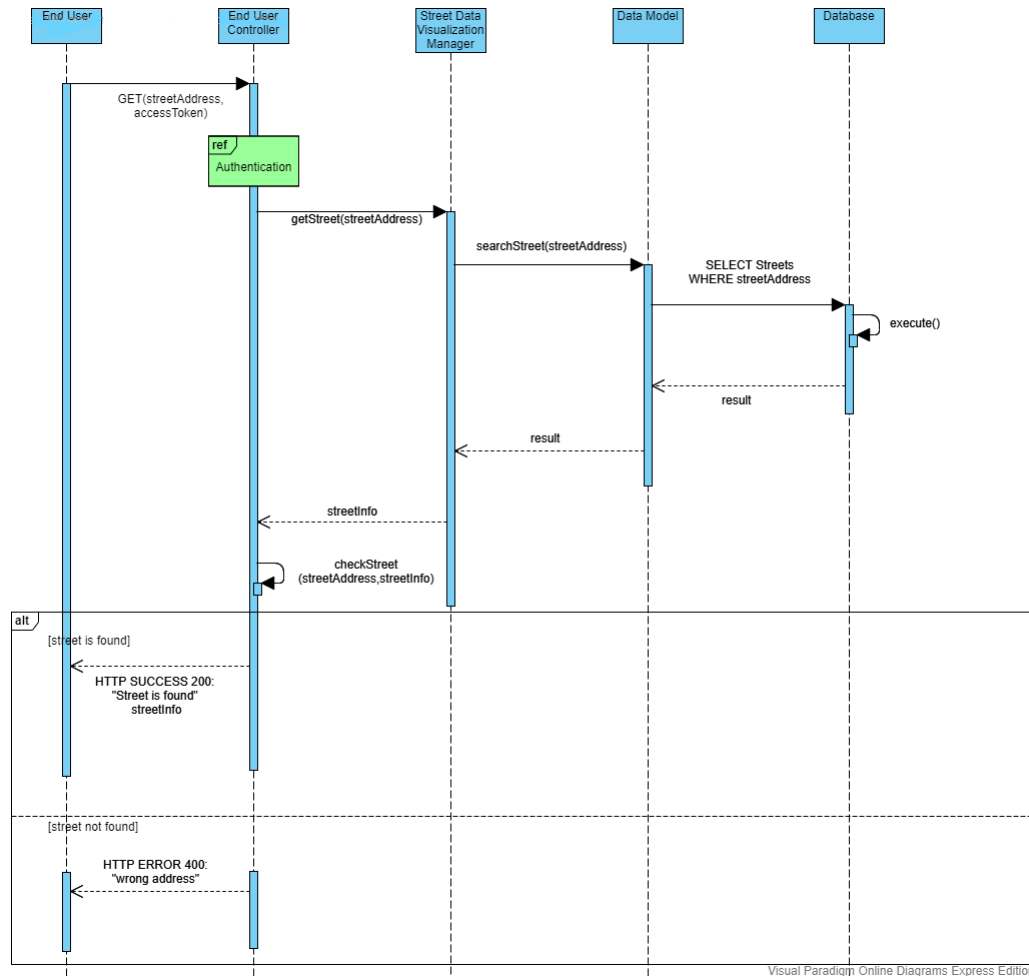 End User
End User
Controller
Street Data
Visualization
Manager
Data Model
Database
GET(streetAddress,
accessToken)
ref
Authentication
getStreet(streetAddress)
searchStreet(streetAddress)
SELECT Streets
WHERE streetAddress
execute()
result
result
streetInfo
checkStreet
(streetAddress,streetInfo)
alt
[street is found]
HTTP SUCCESS 200:
"Street is found"
streetInfo
[street not found]
HTTP ERROR 400:
"wrong address"
Visual Paradigm Online Diagrams Express Edition